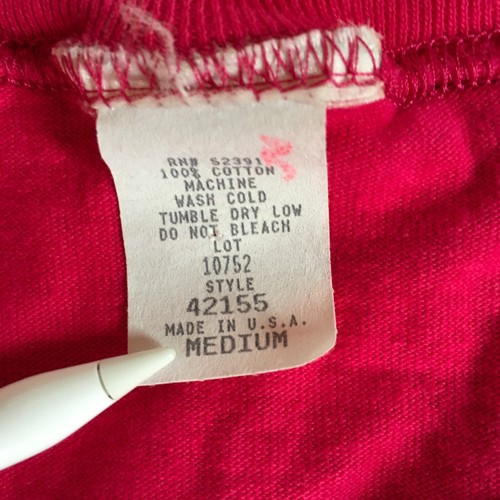 RN# 52391
100% COTTON
MACHINE
WASH COLD
TUMBLE DRY LOW
DO NOT BLEACH
LOT
10752
STYLE
42155
MADE IN U.S.A.
MEDIUM